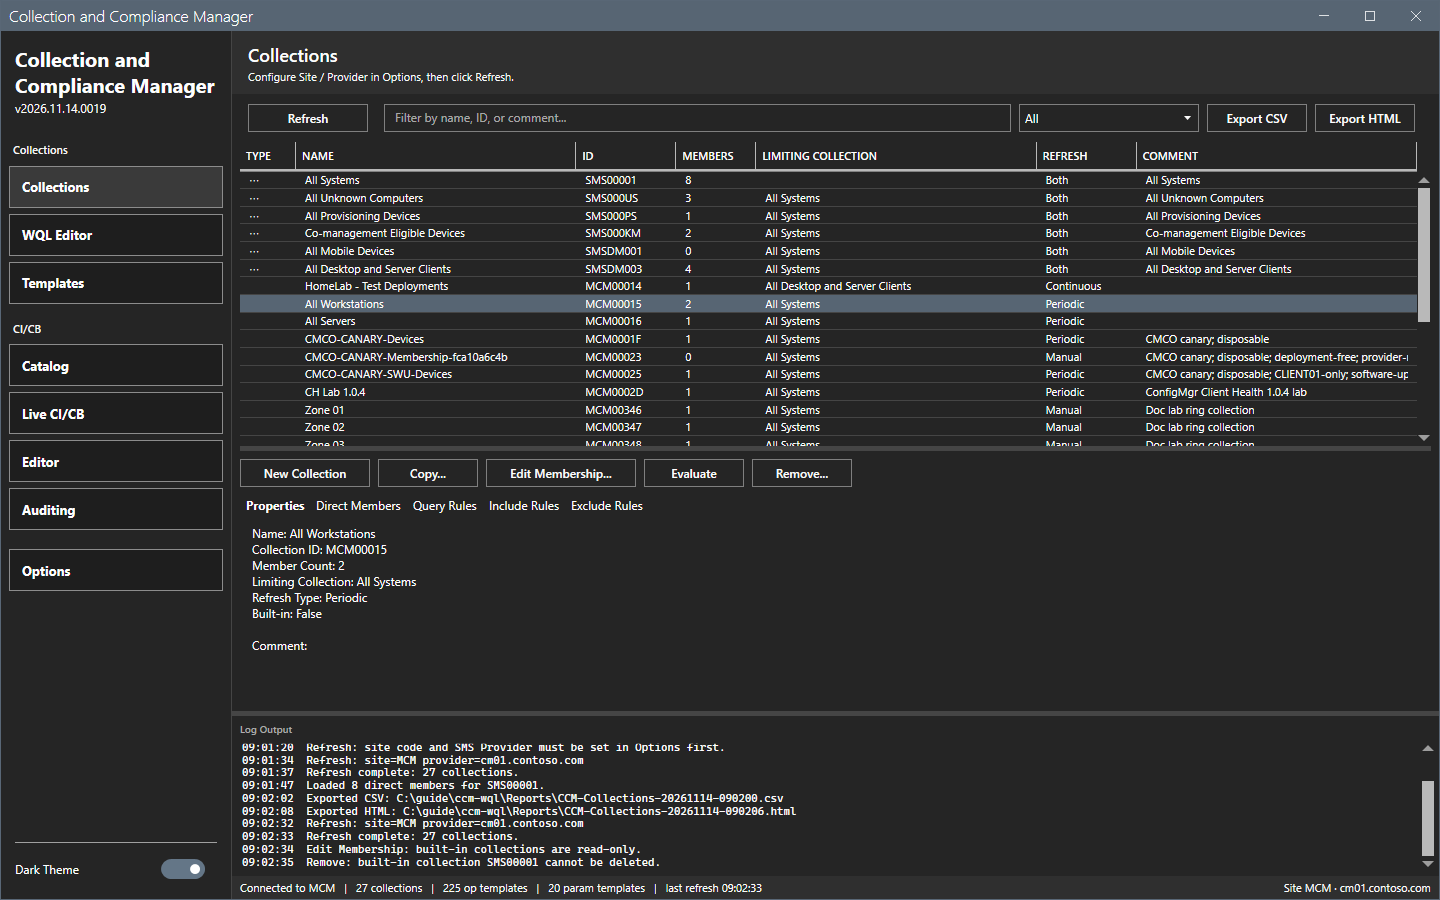 Collection and Compliance Manager
Collection and
Compliance Manager
v2026.11.14.0019
Collections
Collections
WQL Editor
Templates
CI/CB
Catalog
Live CI/CB
Editor
Auditing
Options
Dark Theme
Collections
Configure Site / Provider in Options, then click Refresh.
Refresh
Filter by name, ID, or comment...
All
Export CSV
Export HTML
TYPE NAME ID MEMBERS LIMITING COLLECTION REFRESH COMMENT
... All Systems SMS00001 8 Both All Systems
... All Unknown Computers SMS000US 3 All Systems Both All Unknown Computers
... All Provisioning Devices SMS000PS 1 All Systems Both All Provisioning Devices
... Co-management Eligible Devices SMS000KM 2 All Systems Both Co-management Eligible Devices
... All Mobile Devices SMSDM001 0 All Systems Both All Mobile Devices
... All Desktop and Server Clients SMSDM003 4 All Systems Both All Desktop and Server Clients
HomeLab - Test Deployments MCM00014 1 All Desktop and Server Clients Continuous
All Workstations MCM00015 2 All Systems Periodic
All Servers MCM00016 1 All Systems Periodic
CMCO-CANARY-Devices MCM0001F 1 All Systems Periodic CMCO canary; disposable
CMCO-CANARY-Membership-fca10a6c4b MCM00023 0 All Systems Manual CMCO canary; disposable; deployment-free; provider-
CMCO-CANARY-SWU-Devices MCM00025 1 All Systems Periodic CMCO canary; disposable; CLIENT01-only; software-up
CH Lab 1.0.4 MCM0002D 1 All Systems Periodic ConfigMgr Client Health 1.0.4 lab
Zone 01 MCM00346 1 All Systems Manual Doc lab ring collection
Zone 02 MCM00347 1 All Systems Manual Doc lab ring collection
Zone 03 MCM00348 1 All Systems Manual Doc lab ring collection
New Collection
Copy...
Edit Membership...
Evaluate
Remove...
Properties Direct Members Query Rules Include Rules Exclude Rules
Name: All Workstations
Collection ID: MCM00015
Member Count: 2
Limiting Collection: All Systems
Refresh Type: Periodic
Built-in: False
Comment:
Log Output
09:01:20 Refresh: site code and SMS Provider must be set in Options first.
09:01:34 Refresh: site=MCM provider=cm01.contoso.com
09:01:37 Refresh complete: 27 collections.
09:01:47 Loaded 8 direct members for SMS00001.
09:02:02 Exported CSV: C:\guide\ccm-wql\Reports\CCM-Collections-20261114-090200.csv
09:02:08 Exported HTML: C:\guide\ccm-wql\Reports\CCM-Collections-20261114-090206.html
09:02:32 Refresh: site=MCM provider=cm01.contoso.com
09:02:33 Refresh complete: 27 collections.
09:02:34 Edit Membership: built-in collections are read-only.
09:02:35 Remove: built-in collection SMS00001 cannot be deleted.
Connected to MCM | 27 collections | 225 op templates | 20 param templates | last refresh 09:02:33
Site MCM · cm01.contoso.com